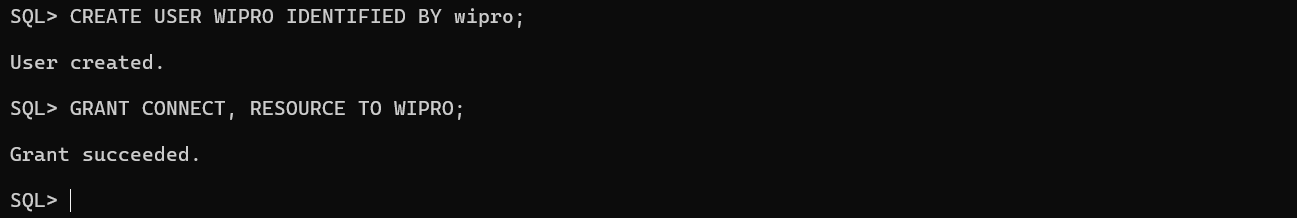 SQL> CREATE USER WIPRO IDENTIFIED BY wipro;
User created.
SQL> GRANT CONNECT, RESOURCE TO WIPRO;
Grant succeeded.
SQL>